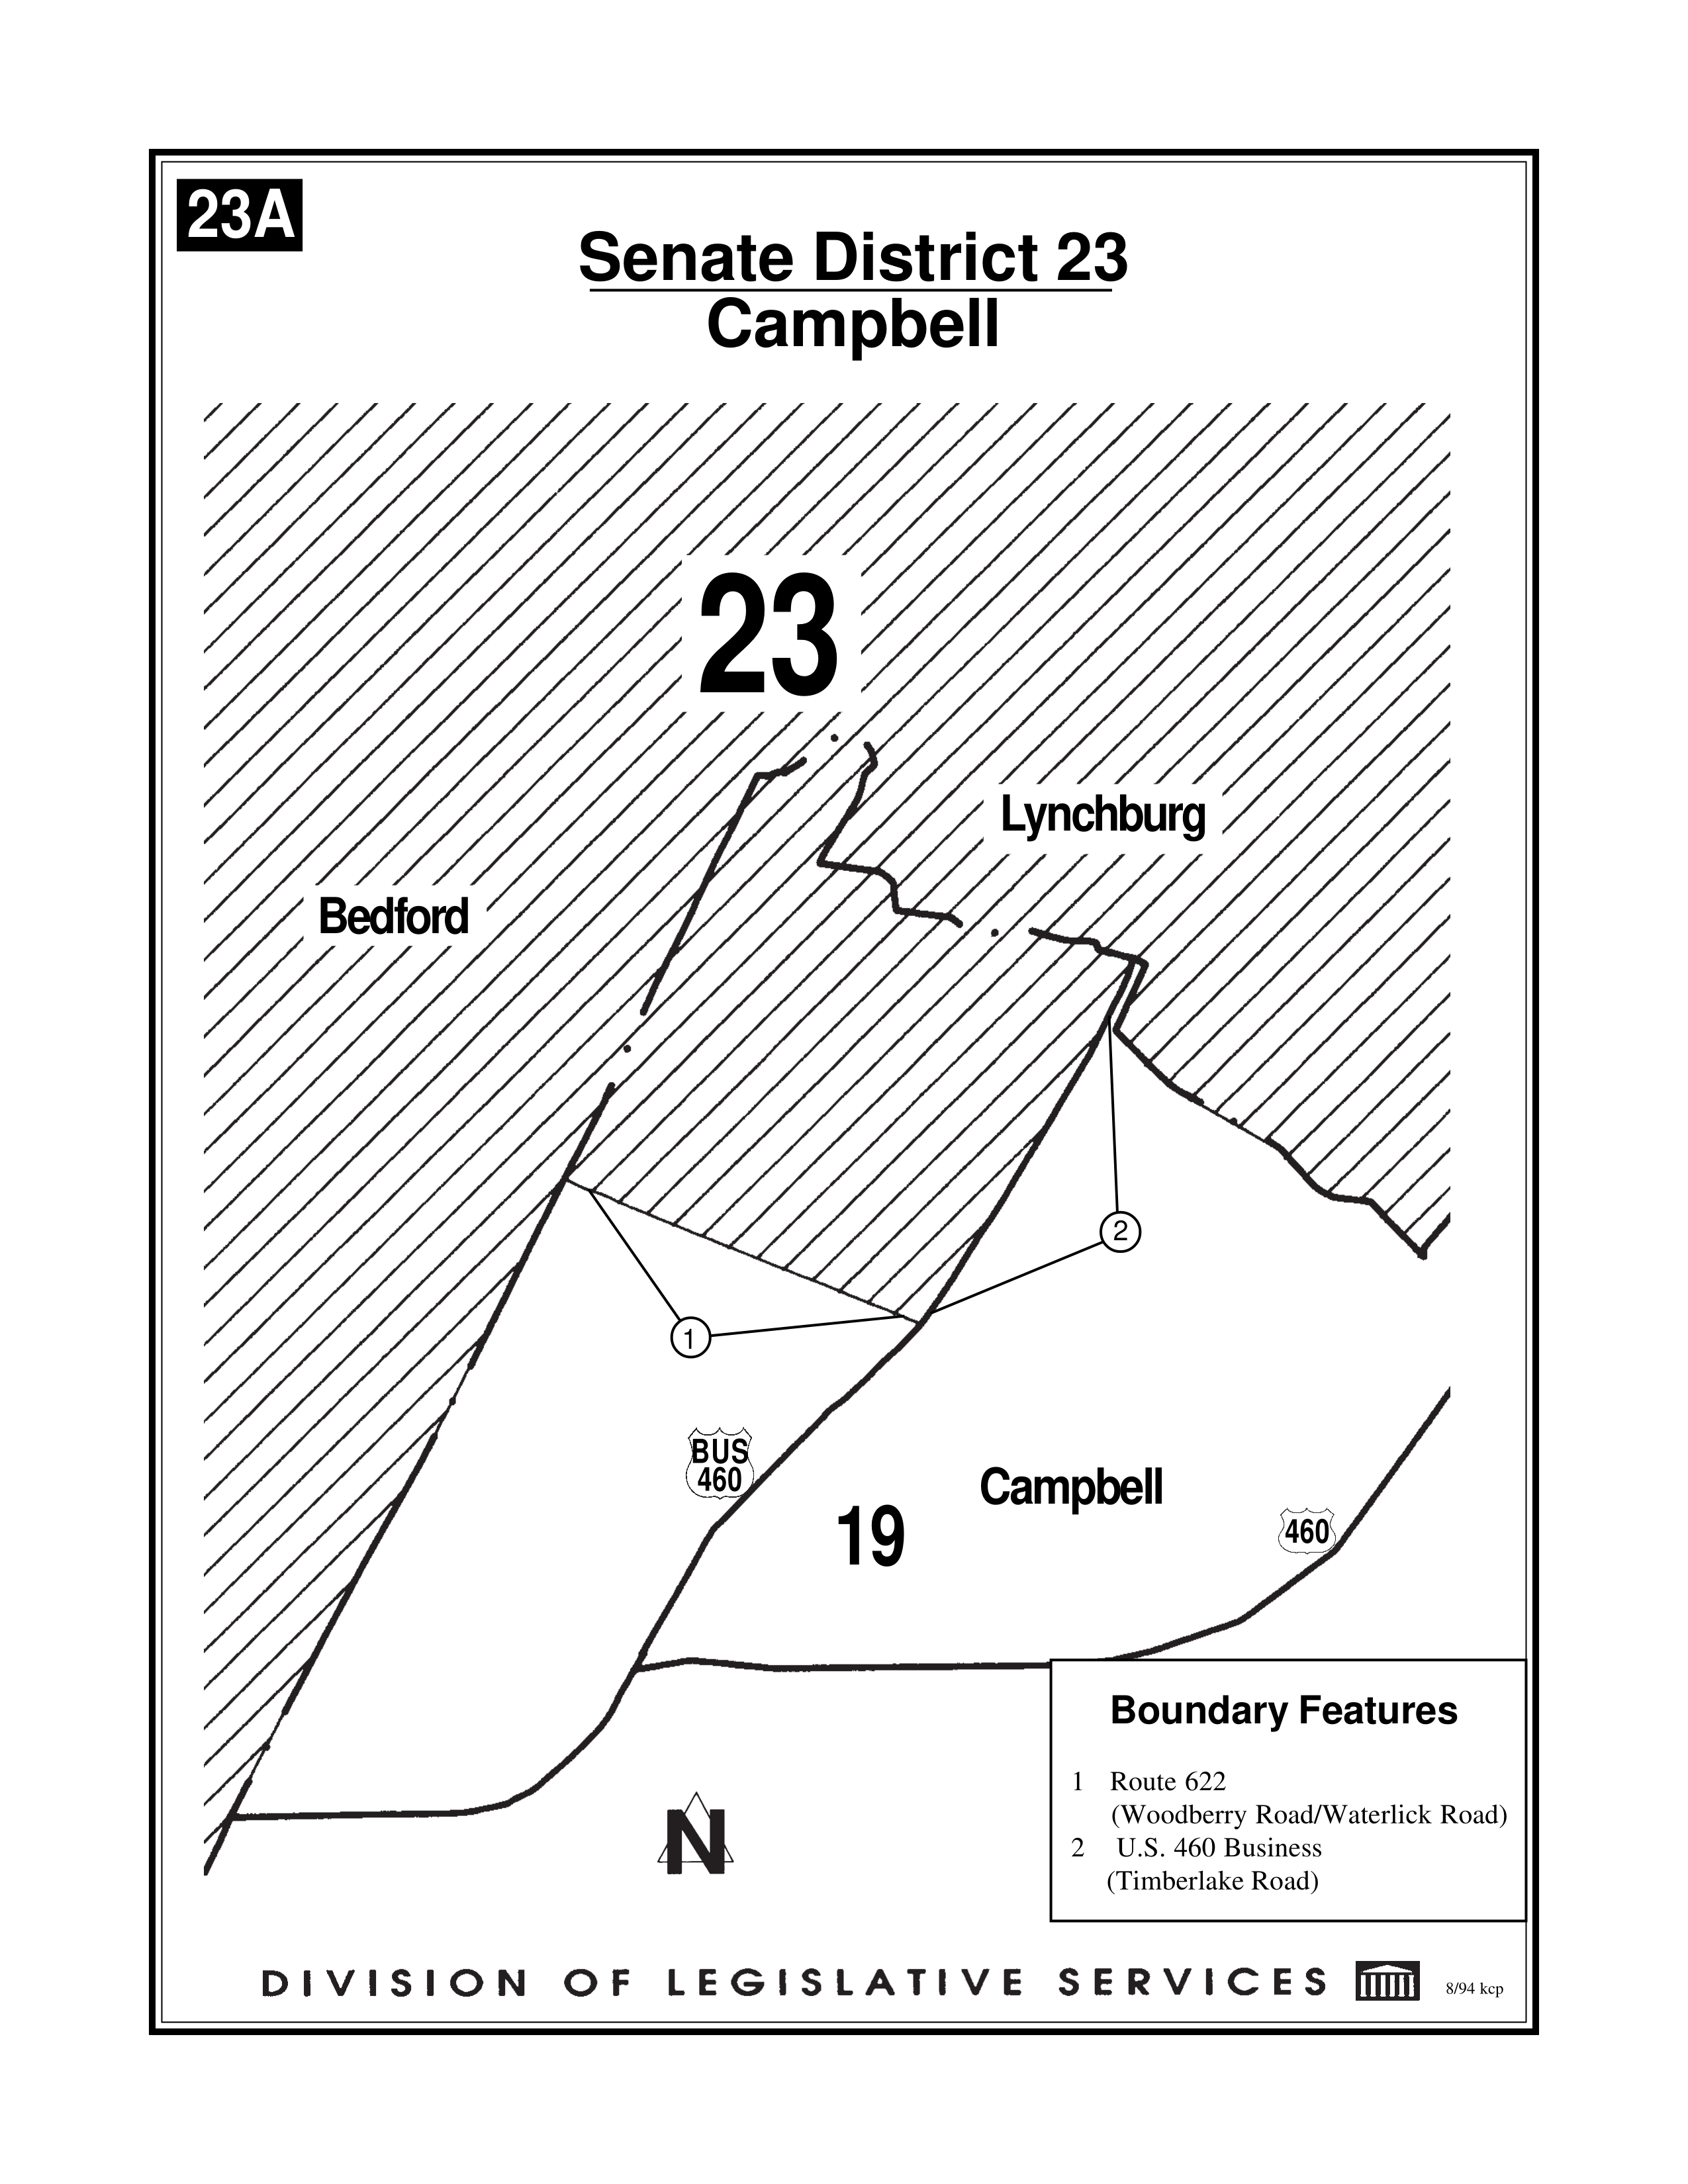 23A
Senate District 23
Campbell
23
Lynchburg
Bedford
2
1
BUS
460
Campbell
19
460
Boundary Features
1 Route 622
(Woodberry Road/Waterlick Road)
2 U.S. 460 Business
(Timberlake Road)
N
DIVISION OF LEGISLATIVE SERVICES
8/94 kcp